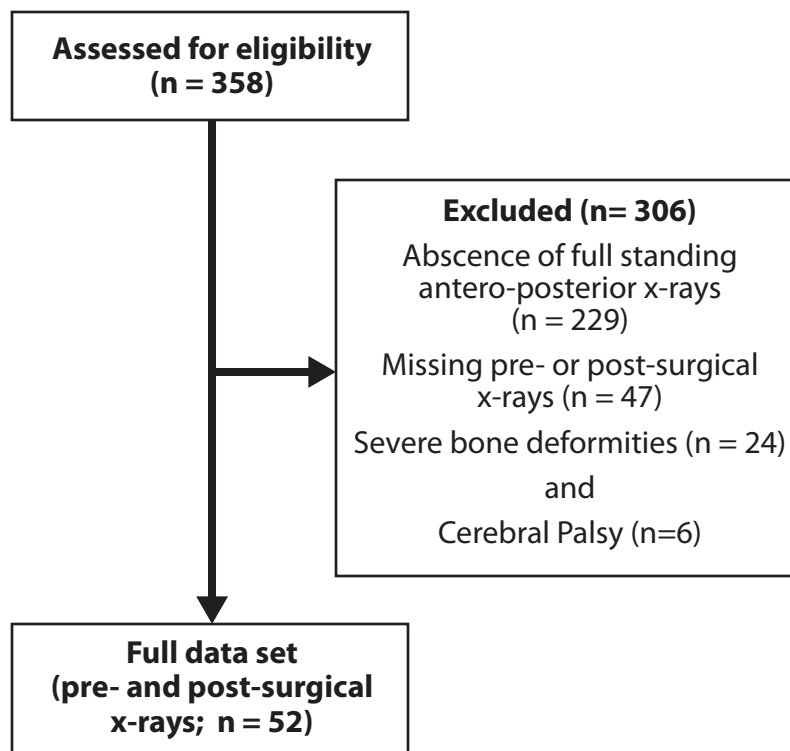 Assessed for eligibility
(n = 358)
Excluded (n= 306)
Abscence of full standing
antero-posterior x-rays
(n = 229)
Missing pre- or post-surgical
x-rays (n = 47)
Severe bone deformities (n = 24)
and
Cerebral Palsy (n=6)
Full data set
(pre- and post-surgical
x-rays;  n = 52)